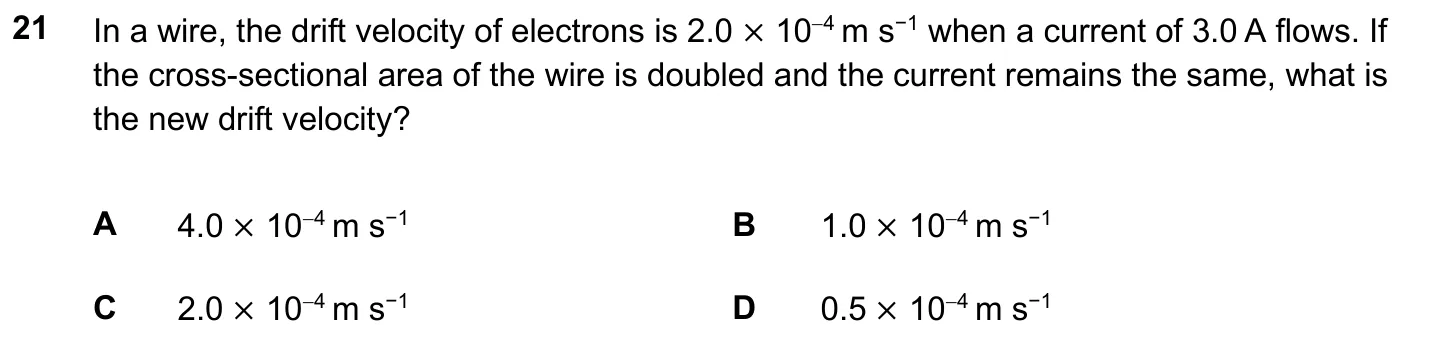 21 In a wire, the drift velocity of electrons is 2.0 × 10⁻⁴ m s⁻¹ when a current of 3.0 A flows. If
the cross-sectional area of the wire is doubled and the current remains the same, what is
the new drift velocity?
A 4.0 × 10⁻⁴ m s⁻¹ B 1.0 × 10⁻⁴ m s⁻¹
C 2.0 × 10⁻⁴ m s⁻¹ D 0.5 × 10⁻⁴ m s⁻¹